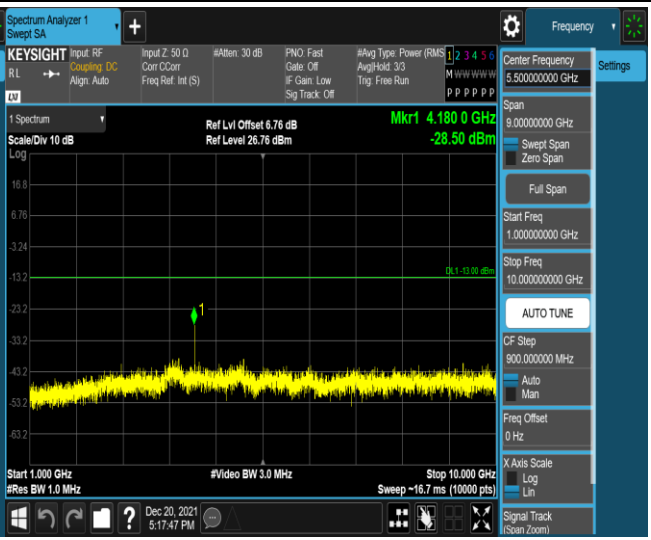 Spectrum Analyzer 1
Swept SA
+
Frequency
KEYSIGHT
RL
LXI
Input: RF
Coupling: DC
Align: Auto
Input Z: 50 Ω
Corr CCorr
Freq Ref: Int (S)
#Atten: 30 dB
PNO: Fast
Gate: Off
IF Gain: Low
Sig Track: Off
#Avg Type: Power (RMS
Avg|Hold: 3/3
Trig: Free Run
1 2 3 4 5 6
M W W W W W
P P P P P P
Settings
1 Spectrum
Scale/Div 10 dB
Log
Ref Lvl Offset 6.76 dB
Ref Level 26.76 dBm
Mkr1 4.180 0 GHz
-28.50 dBm
16.8
6.76
-3.24
-13.2
-23.2
-33.2
-43.2
-53.2
-63.2
DL1 -13.00 dBm
1
Start 1.000 GHz
#Res BW 1.0 MHz
#Video BW 3.0 MHz
Stop 10.000 GHz
Sweep ~16.7 ms (10000 pts)
Center Frequency
5.500000000 GHz
Span
9.00000000 GHz
Swept Span
Zero Span
Full Span
Start Freq
1.000000000 GHz
Stop Freq
10.000000000 GHz
AUTO TUNE
CF Step
900.000000 MHz
Auto
Man
Freq Offset
0 Hz
X Axis Scale
Log
Lin
Signal Track
(Span Zoom)
?
Dec 20, 2021
5:17:47 PM